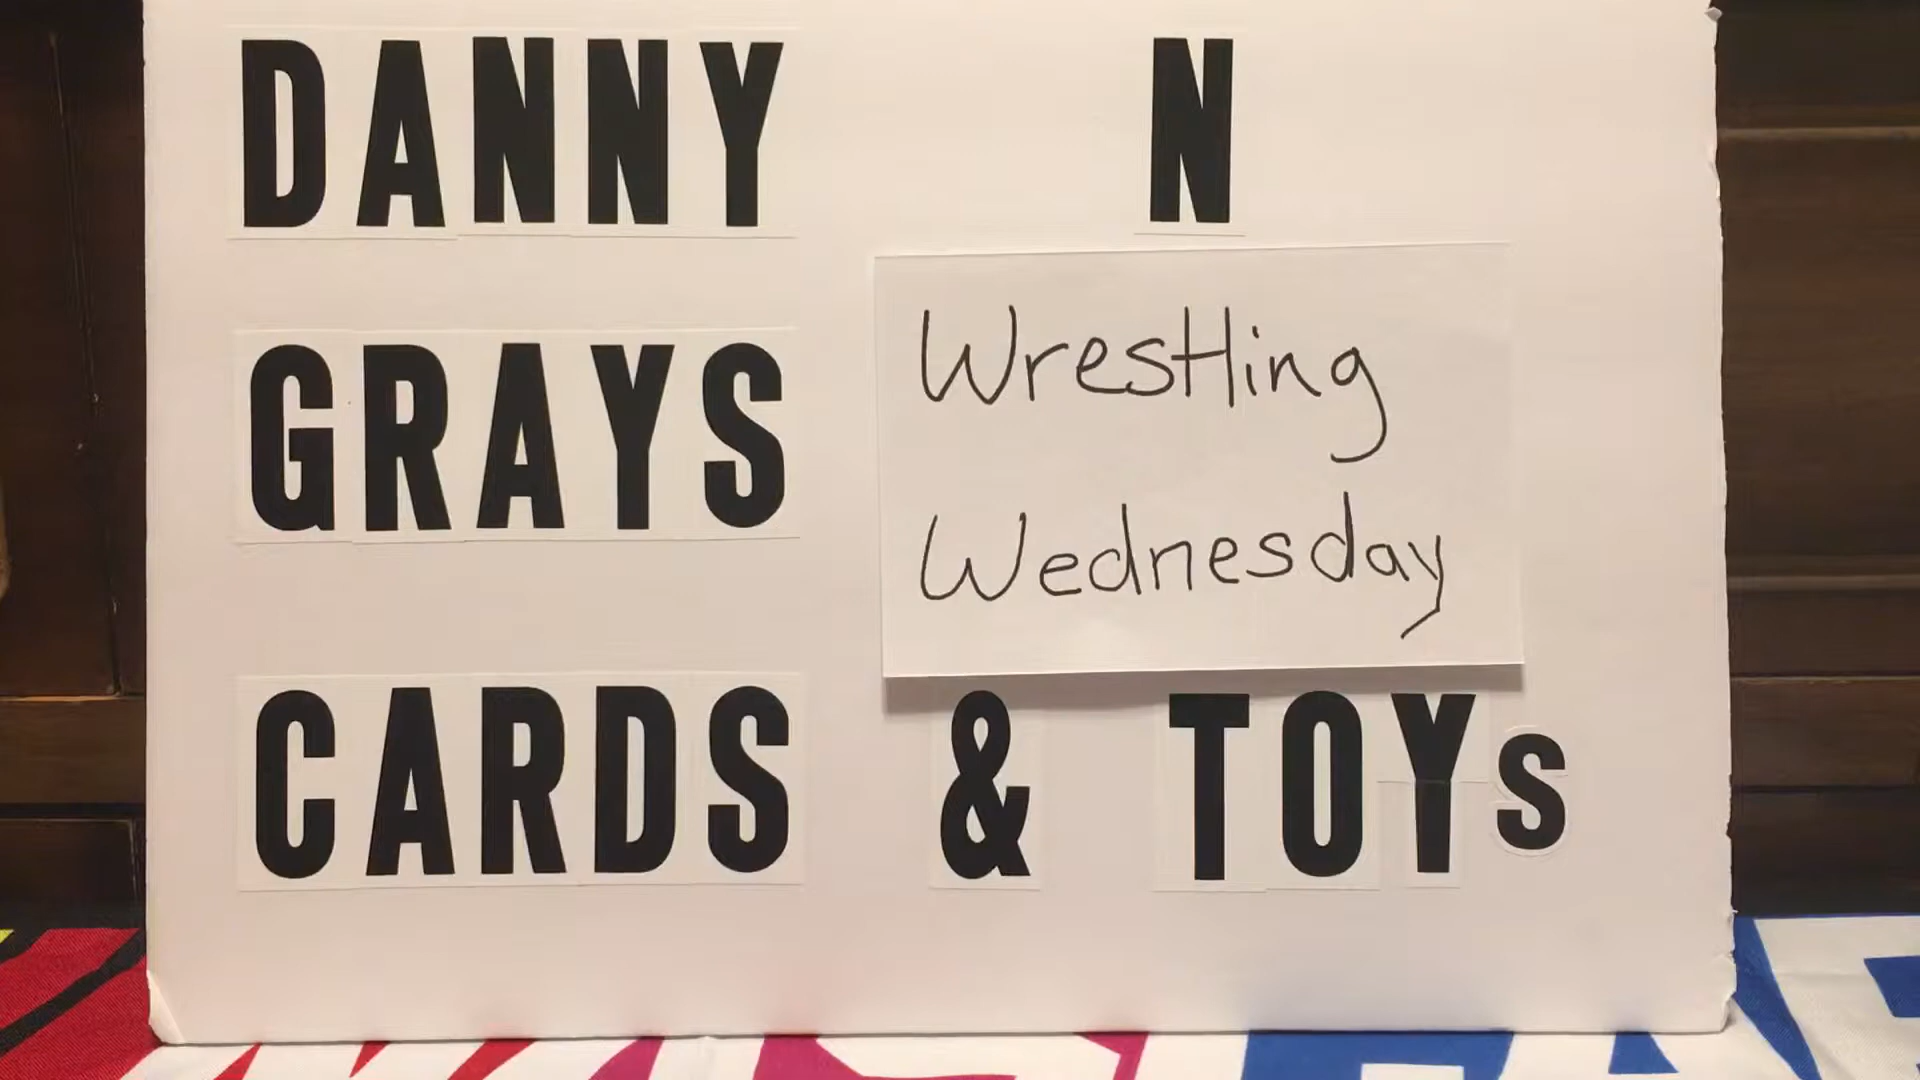 DANNY N
GRAYS
Wrestling
Wednesday
CARDS & TOYs